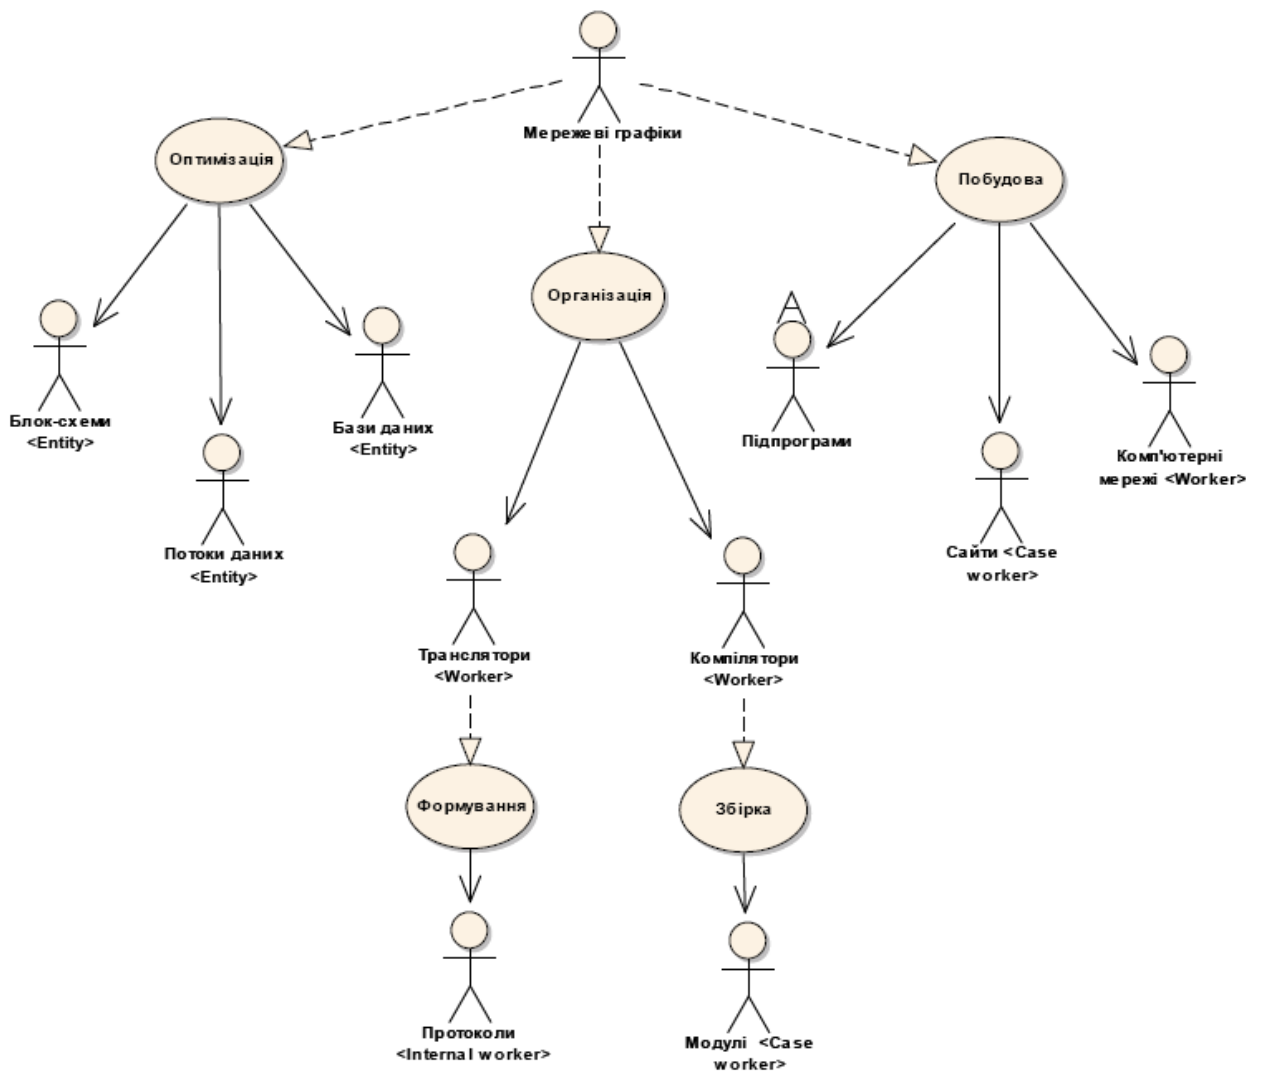 Мережеві графіки
Оптимізація
Побудова
Організація
Блок-схеми
<Entity>
Бази даних
<Entity>
Підпрограми
Комп'ютерні
мережі <Worker>
Потоки даних
<Entity>
Сайти <Case
worker>
Транслятори
<Worker>
Компілятори
<Worker>
Формування
Збірка
Протоколи
<Internal worker>
Модулі <Case
worker>